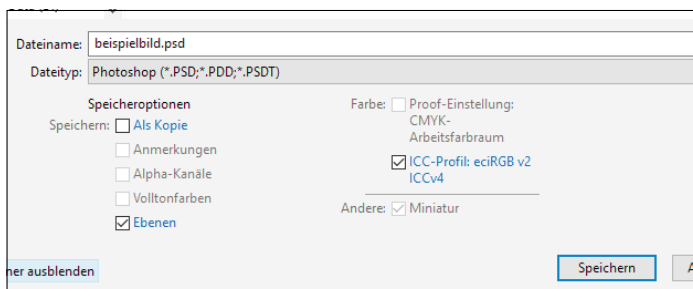 Dateiname: beispielbild.psd
Dateityp: Photoshop (*.PSD;*.PDD;*.PSDT)
Speicheroptionen
Speichern: Als Kopie
Anmerkungen
Alpha-Kanäle
Volltonfarben
Ebenen
Farbe: Proof-Einstellung:
CMYK-
Arbeitsfarbraum
ICC-Profil: eciRGB v2
ICCv4
Andere: Miniatur
ner ausblenden
Speichern
A